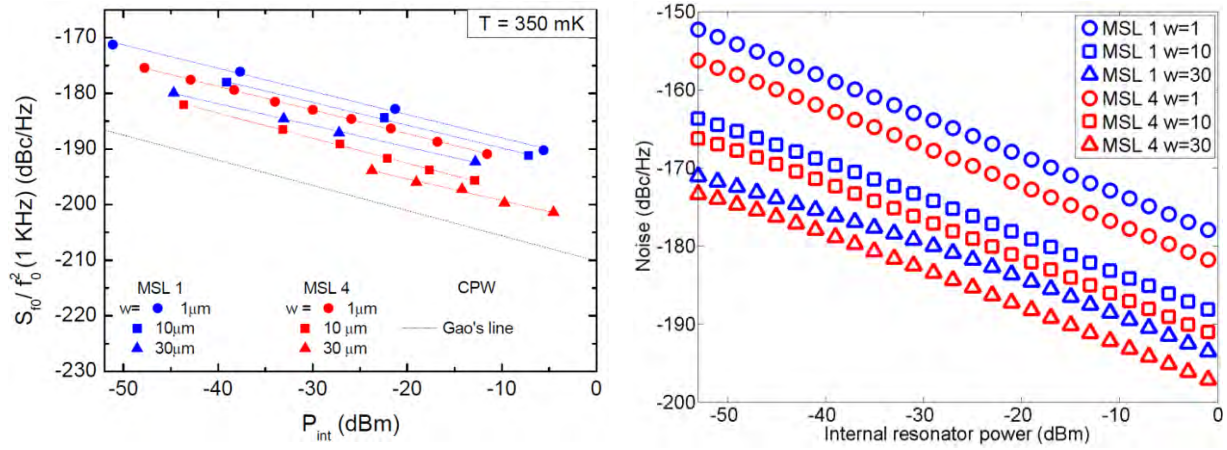 T = 350 mK
S_f0/ f_0^2 (1 KHz) (dBc/Hz)
-170
-180
-190
-200
-210
-220
-230
MSL 1 MSL 4 CPW
w= 1μm w = 1 μm
10μm 10 μm Gao's line
30μm 30 μm
-50 -40 -30 -20 -10 0
P_int (dBm)
-150
-160
-170
-180
-190
-200
Noise (dBc/Hz)
MSL 1 w=1
MSL 1 w=10
MSL 1 w=30
MSL 4 w=1
MSL 4 w=10
MSL 4 w=30
-50 -40 -30 -20 -10 0
Internal resonator power (dBm)